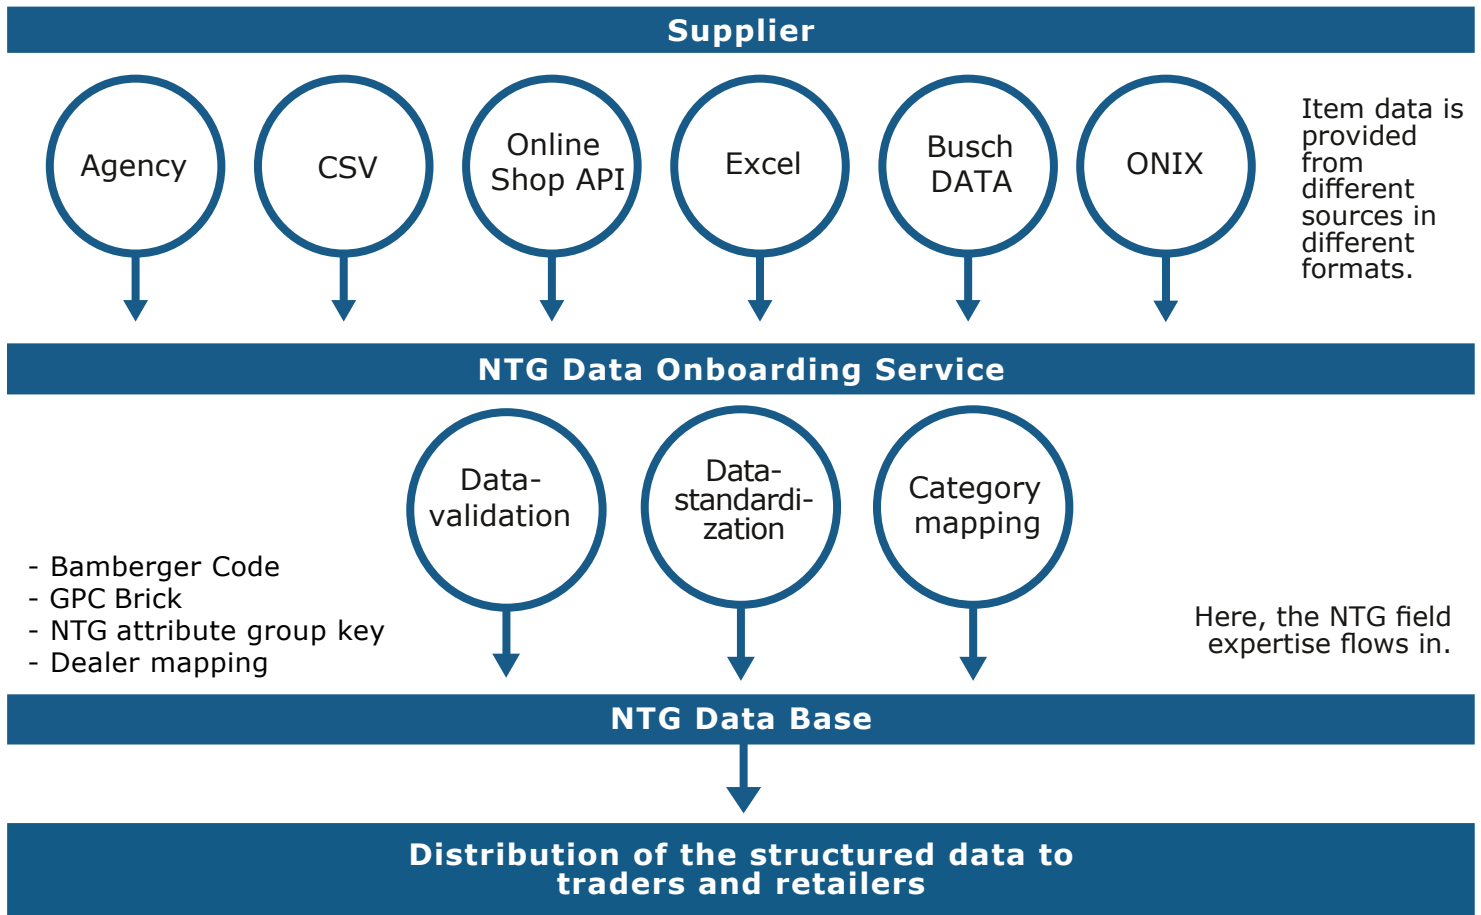 Supplier
Agency
CSV
Online
Shop API
Excel
Busch
DATA
ONIX
Item data is
provided
from
different
sources in
different
formats.
NTG Data Onboarding Service
Data-
validation
Data-
standardi-
zation
Category
mapping
- Bamberger Code
- GPC Brick
- NTG attribute group key
- Dealer mapping
Here, the NTG field
expertise flows in.
NTG Data Base
Distribution of the structured data to
traders and retailers